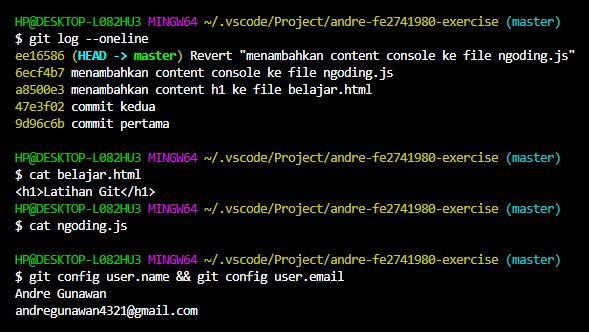 HP@DESKTOP-L082HU3 MINGW64 ~/.vscode/Project/andre-fe2741980-exercise (master)
$ git log --oneline
ee16586 (HEAD -> master) Revert "menambahkan content console ke file ngoding.js"
6ecf4b7 menambahkan content console ke file ngoding.js
a8500e3 menambahkan content h1 ke file belajar.html
47e3f02 commit kedua
9d96c6b commit pertama
HP@DESKTOP-L082HU3 MINGW64 ~/.vscode/Project/andre-fe2741980-exercise (master)
$ cat belajar.html
<h1>Latihan Git</h1>
HP@DESKTOP-L082HU3 MINGW64 ~/.vscode/Project/andre-fe2741980-exercise (master)
$ cat ngoding.js
HP@DESKTOP-L082HU3 MINGW64 ~/.vscode/Project/andre-fe2741980-exercise (master)
$ git config user.name && git config user.email
Andre Gunawan
andregunawan4321@gmail.com